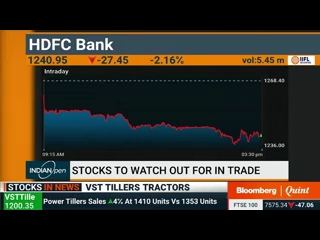 HDFC Bank
1240.95 -27.45 -2.16% vol:5.45 m IIFL
Intraday
1268.40
1236.00
09:15 AM 03:30 pm
INDIAN open STOCKS TO WATCH OUT FOR IN TRADE
STOCKS IN NEWS VST TILLERS TRACTORS Bloomberg Quint
VSTTille Power Tillers Sales ▲4% At 1410 Units Vs 1353 Units FTSE 100 7575.34 ▼-47.06
1200.35